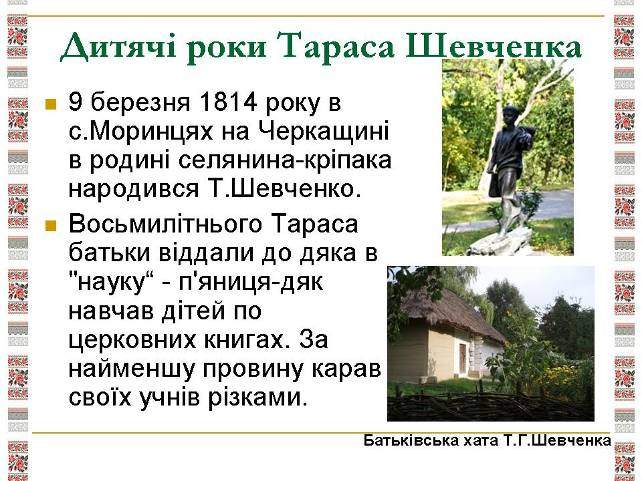 Дитячі роки Тараса Шевченка
9 березня 1814 року в
с.Моринцях на Черкащині
в родині селянина-кріпака
народився Т.Шевченко.
Восьмилітнього Тараса
батьки віддали до дяка в
"науку“ - п'яниця-дяк
навчав дітей по
церковних книгах. За
найменшу провину карав
своїх учнів різками.
Батьківська хата Т.Г.Шевченка